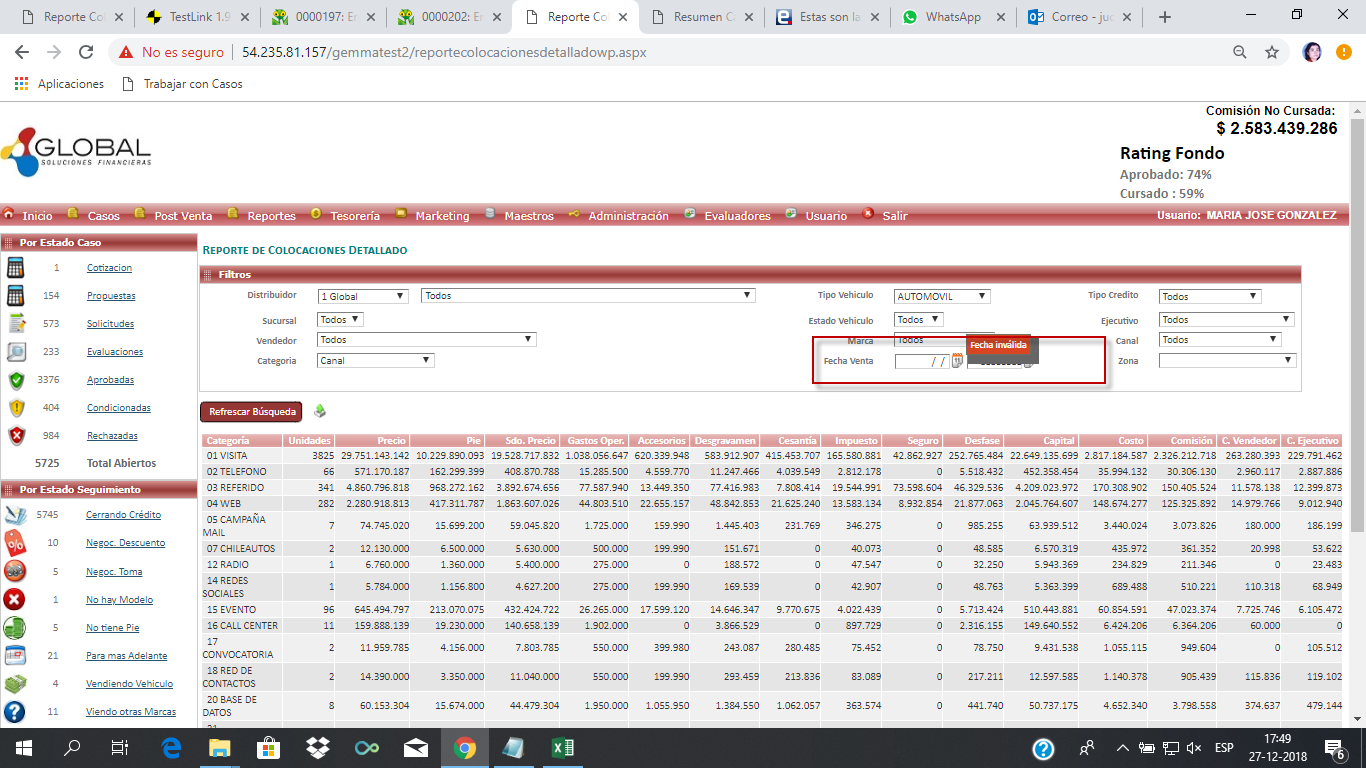 Reporte Col
TestLink 1.9
0000197: Er
0000202: Er
Reporte Col
Resumen C
Estas son la
WhatsApp
Correo - jud
No es seguro
54.235.81.157/gemmatest2/reportecolocacionesdetalladowp.aspx
Aplicaciones
Trabajar con Casos
GLOBAL
SOLUCIONES FINANCIERAS
Comisión No Cursada:
$ 2.583.439.286
Rating Fondo
Aprobado: 74%
Cursado : 59%
Inicio Casos Post Venta Reportes Tesorería Marketing Maestros Administración Evaluadores Usuario Salir Usuario: MARIA JOSE GONZALEZ
Por Estado Caso
1 Cotizacion
154 Propuestas
573 Solicitudes
233 Evaluaciones
3376 Aprobadas
404 Condicionadas
984 Rechazadas
5725 Total Abiertos
Por Estado Seguimiento
5745 Cerrando Crédito
10 Negoc. Descuento
5 Negoc. Toma
1 No hay Modelo
5 No tiene Pie
21 Para mas Adelante
4 Vendiendo Vehiculo
11 Viendo otras Marcas
REPORTE DE COLOCACIONES DETALLADO
Filtros
Distribuidor 1 Global Todos Tipo Vehiculo AUTOMOVIL Tipo Credito Todos
Sucursal Todos Estado Vehiculo Todos Ejecutivo Todos
Vendedor Todos Marca Todos Canal Todos
Categoria Canal Fecha Venta / / Zona
Fecha inválida
Refrescar Búsqueda
Categoría Unidades Precio Pie Sdo. Precio Gastos Oper. Accesorios Desgravamen Cesantía Impuesto Seguro Desfase Capital Costo Comisión C. Vendedor C. Ejecutivo
01 VISITA 3825 29.751.143.142 10.229.890.093 19.528.717.832 1.038.056.647 620.339.948 583.912.907 415.453.707 165.580.881 42.862.927 252.765.484 22.649.135.699 2.817.184.587 2.326.212.718 263.280.393 229.791.462
02 TELEFONO 66 571.170.187 162.299.399 408.870.788 15.285.500 4.559.770 11.247.466 4.039.549 2.812.178 0 5.518.432 452.358.454 35.994.132 30.306.130 2.960.117 2.887.886
03 REFERIDO 341 4.860.796.818 968.272.162 3.892.674.656 77.587.940 13.449.350 77.416.983 7.808.414 19.544.991 73.598.604 46.329.536 4.209.023.972 170.308.902 150.405.524 11.578.138 12.399.873
04 WEB 282 2.280.918.813 417.311.787 1.863.607.026 44.803.510 22.655.157 48.842.853 21.625.240 13.583.134 8.932.854 21.877.063 2.045.764.607 148.674.277 125.325.892 14.979.766 9.012.940
05 CAMPAÑA MAIL 7 74.745.020 15.699.200 59.045.820 1.725.000 159.990 1.445.403 231.769 346.275 0 985.255 63.939.512 3.440.024 3.073.826 180.000 186.199
07 CHILEAUTOS 2 12.130.000 6.500.000 5.630.000 500.000 199.990 151.671 0 40.073 0 48.585 6.570.319 435.972 361.352 20.998 53.622
12 RADIO 1 6.760.000 1.360.000 5.400.000 275.000 0 188.572 0 47.547 0 32.250 5.943.369 234.829 211.346 0 23.483
14 REDES SOCIALES 1 5.784.000 1.156.800 4.627.200 275.000 199.990 169.539 0 42.907 0 48.763 5.363.399 689.488 510.221 110.318 68.949
15 EVENTO 96 645.494.797 213.070.075 432.424.722 26.265.000 17.599.120 14.646.347 9.770.675 4.022.439 0 5.713.424 510.443.881 60.854.591 47.023.374 7.725.746 6.105.472
16 CALL CENTER 11 159.888.139 19.230.000 140.658.139 1.902.000 0 3.866.529 0 897.729 0 2.316.155 149.640.552 6.424.206 6.364.206 60.000 0
17 CONVOCATORIA 2 11.959.785 4.156.000 7.803.785 550.000 399.980 243.087 280.485 75.452 0 78.750 9.431.538 1.055.115 949.604 0 105.512
18 RED DE CONTACTOS 2 14.390.000 3.350.000 11.040.000 550.000 199.990 293.459 213.836 83.089 0 217.211 12.597.585 1.140.378 905.439 115.836 119.102
20 BASE DE DATOS 8 60.153.304 15.674.000 44.479.304 1.950.000 1.055.950 1.384.550 1.062.057 363.574 0 441.740 50.737.175 4.652.340 3.798.558 374.637 479.144
ESP
17:49
27-12-2018
6